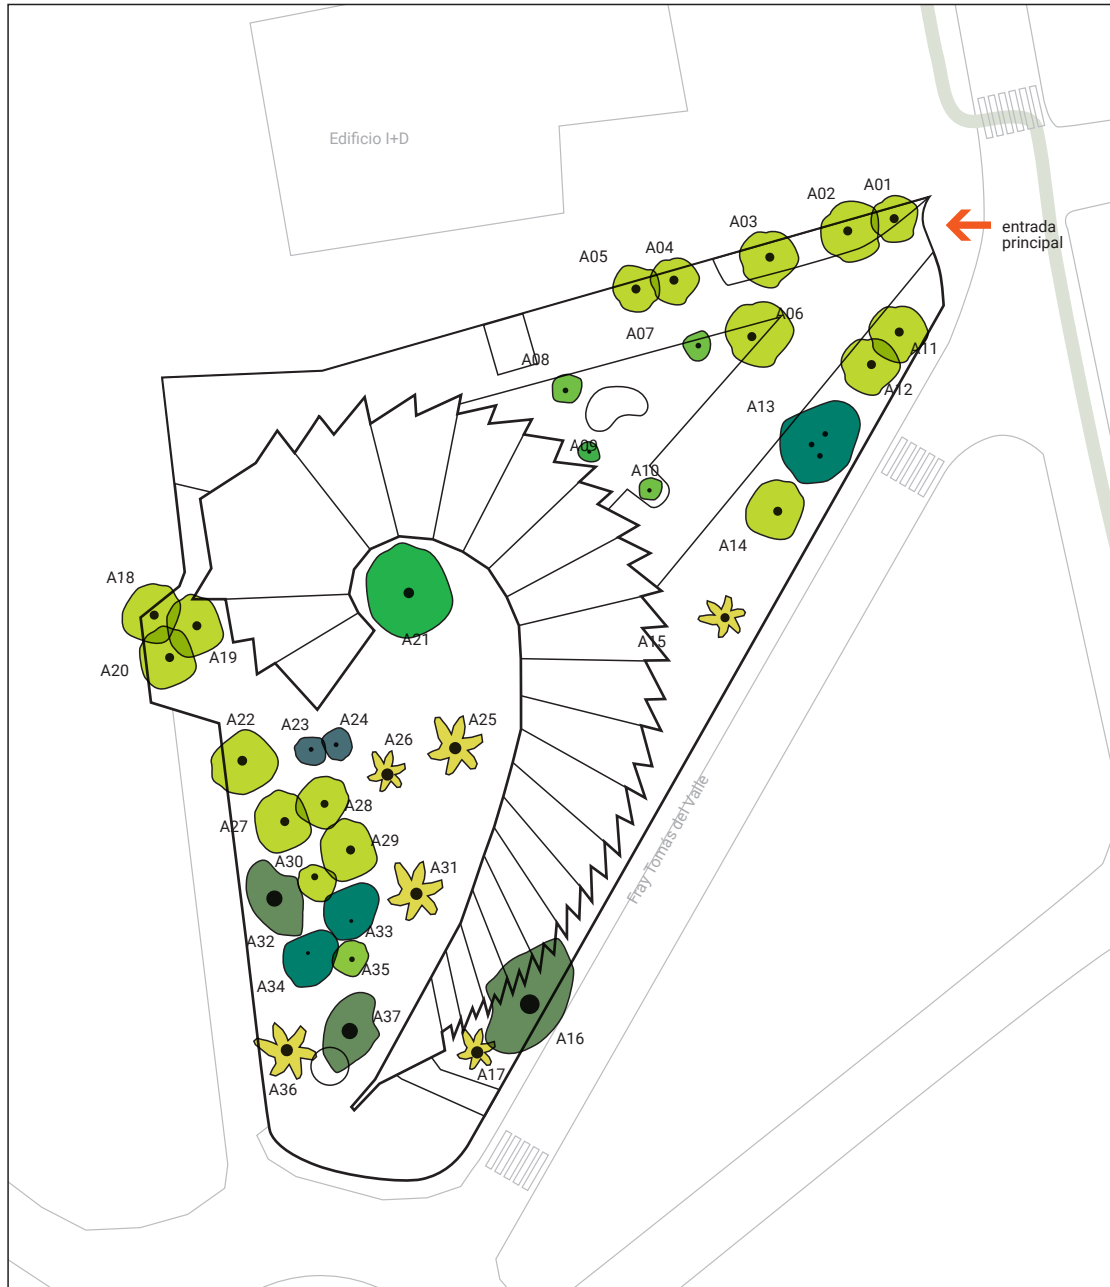 Edificio I+D
A01
A02
A03
entrada
principal
A04
A05
A06
A07
A11
A08
A12
A13
A09
A10
A14
A18
A21
A15
A19
A20
A22
A23
A24
A25
A26
A28
A27
A29
Fray Tomás del Valle
A30
A31
A33
A32
A35
A34
A37
A16
A17
A36